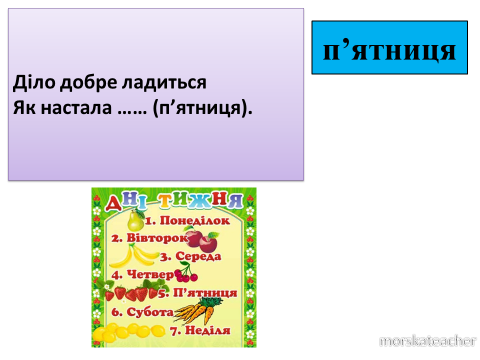 Діло добре ладиться
Як настала …… (п’ятниця).
п’ятниця
ДНІ ТИЖНЯ
1. Понеділок
2. Вівторок
3. Середа
4. Четвер
5. П’ятниця
6. Субота
7. Неділя
morskateacher